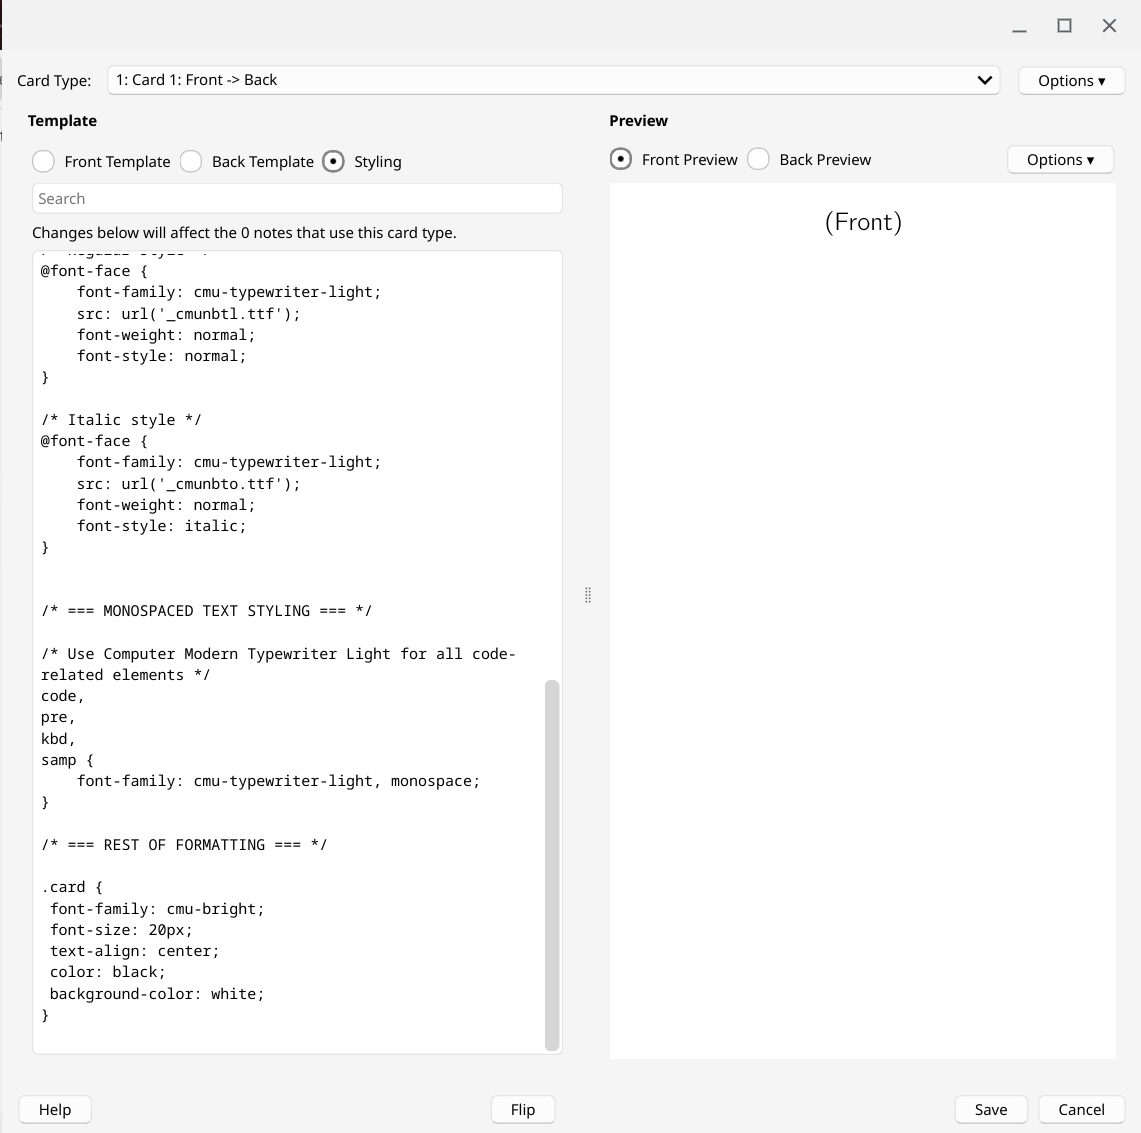 Card Type:
1: Card 1: Front -> Back
Options ▾
Template
Front Template
Back Template
Styling
Search
Changes below will affect the 0 notes that use this card type.
/* Regular style */
@font-face {
    font-family: cmu-typewriter-light;
    src: url('_cmunbtl.ttf');
    font-weight: normal;
    font-style: normal;
}
/* Italic style */
@font-face {
    font-family: cmu-typewriter-light;
    src: url('_cmunbto.ttf');
    font-weight: normal;
    font-style: italic;
}
/* === MONOSPACED TEXT STYLING === */
/* Use Computer Modern Typewriter Light for all code-
related elements */
code,
pre,
kbd,
samp {
    font-family: cmu-typewriter-light, monospace;
}
/* === REST OF FORMATTING === */
.card {
 font-family: cmu-bright;
 font-size: 20px;
 text-align: center;
 color: black;
 background-color: white;
}
Preview
Front Preview
Back Preview
Options ▾
(Front)
Help
Flip
Save
Cancel